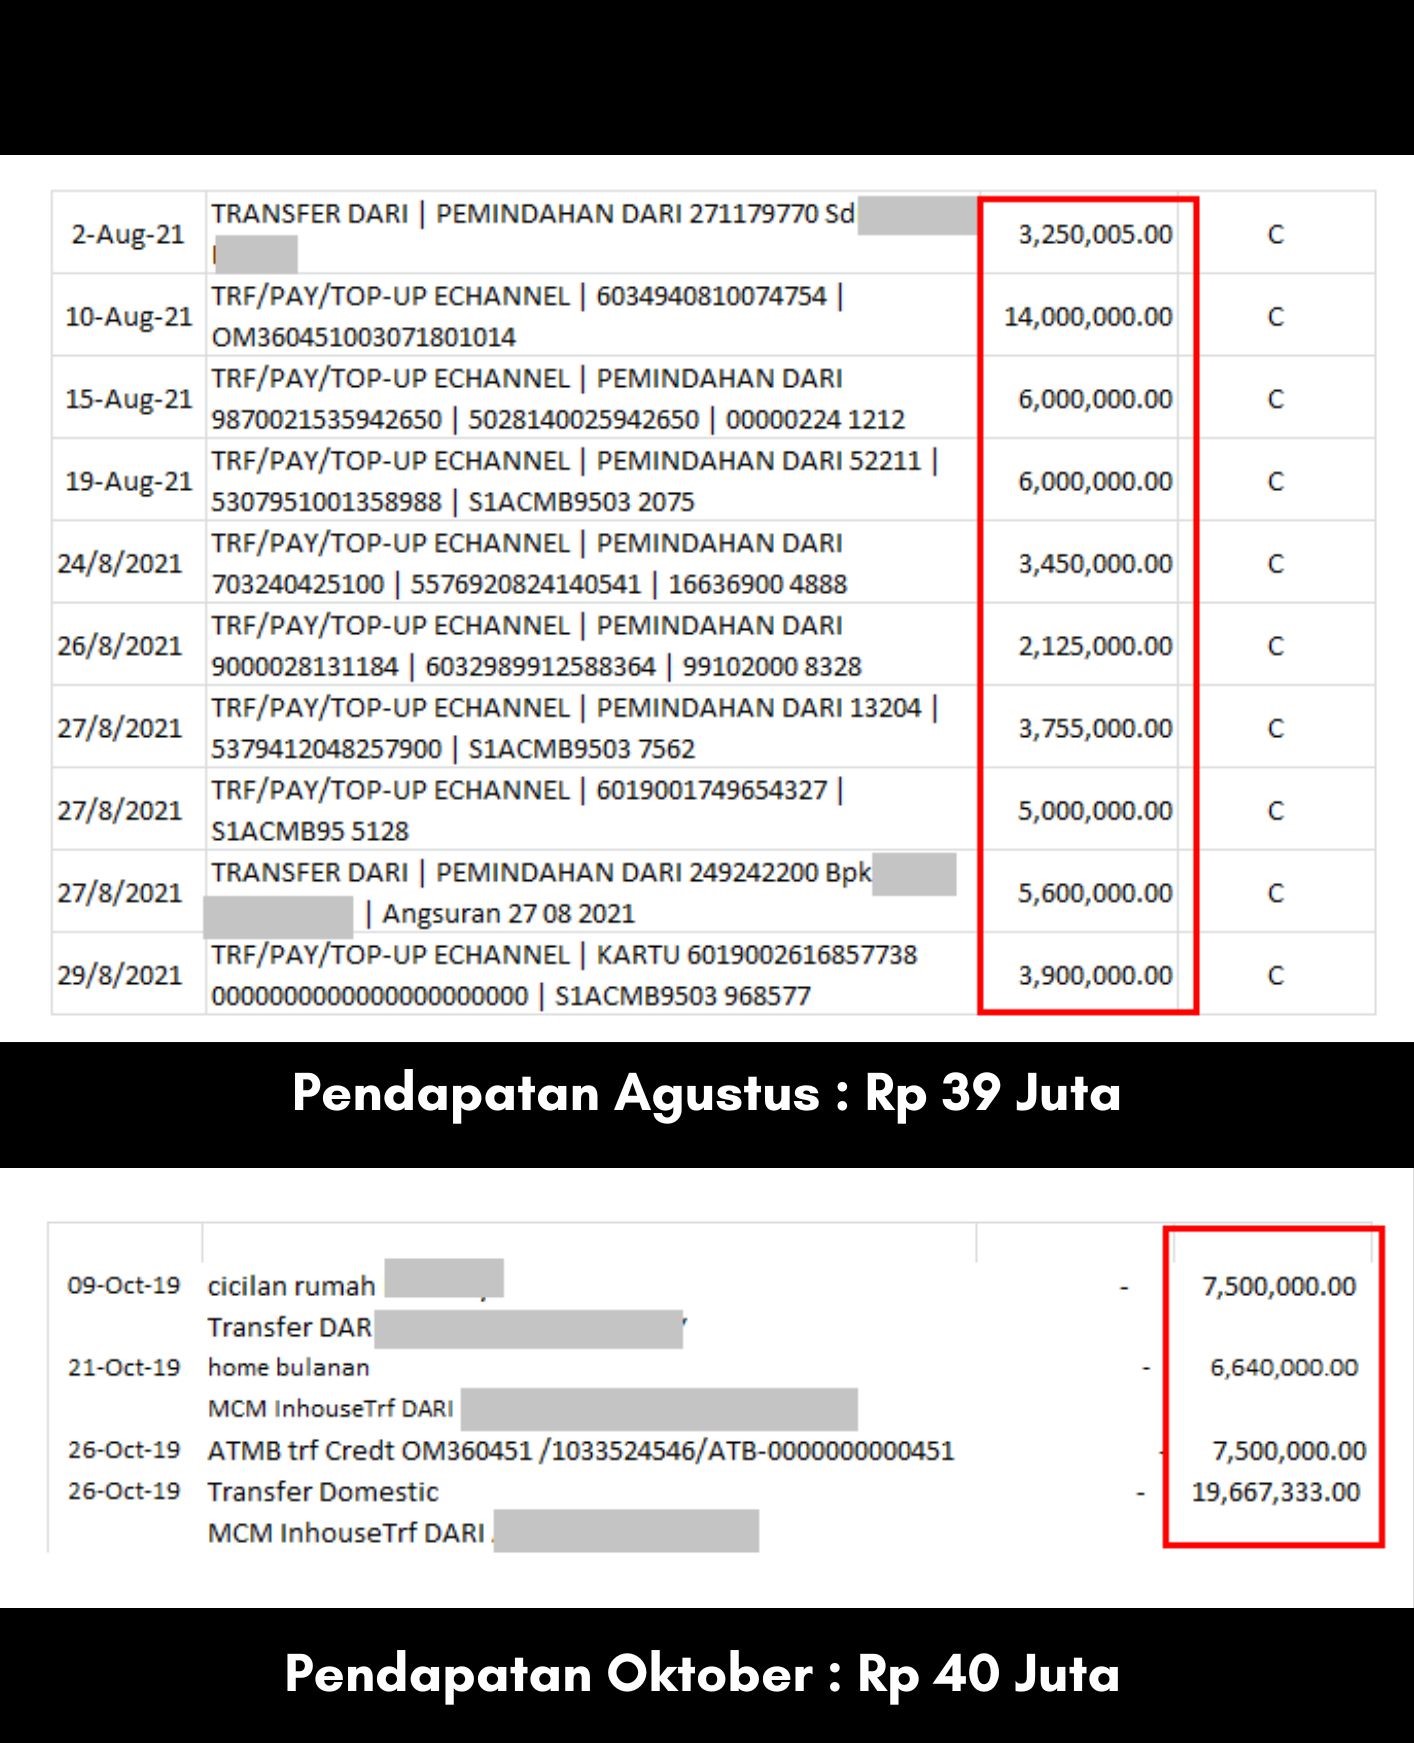 2-Aug-21 TRANSFER DARI | PEMINDAHAN DARI 271179770 Sd 3,250,005.00 C
10-Aug-21 TRF/PAY/TOP-UP ECHANNEL | 6034940810074754 | 14,000,000.00 C
OM360451003071801014
15-Aug-21 TRF/PAY/TOP-UP ECHANNEL | PEMINDAHAN DARI 6,000,000.00 C
9870021535942650 | 5028140025942650 | 00000224 1212
19-Aug-21 TRF/PAY/TOP-UP ECHANNEL | PEMINDAHAN DARI 52211 | 6,000,000.00 C
5307951001358988 | S1ACMB9503 2075
24/8/2021 TRF/PAY/TOP-UP ECHANNEL | PEMINDAHAN DARI 3,450,000.00 C
703240425100 | 5576920824140541 | 16636900 4888
26/8/2021 TRF/PAY/TOP-UP ECHANNEL | PEMINDAHAN DARI 2,125,000.00 C
9000028131184 | 6032989912588364 | 99102000 8328
27/8/2021 TRF/PAY/TOP-UP ECHANNEL | PEMINDAHAN DARI 13204 | 3,755,000.00 C
5379412048257900 | S1ACMB9503 7562
27/8/2021 TRF/PAY/TOP-UP ECHANNEL | 6019001749654327 | 5,000,000.00 C
S1ACMB95 5128
27/8/2021 TRANSFER DARI | PEMINDAHAN DARI 249242200 Bpk 5,600,000.00 C
| Angsuran 27 08 2021
29/8/2021 TRF/PAY/TOP-UP ECHANNEL | KARTU 6019002616857738 3,900,000.00 C
0000000000000000000000 | S1ACMB9503 968577
Pendapatan Agustus : Rp 39 Juta
09-Oct-19 cicilan rumah - 7,500,000.00
Transfer DAR
21-Oct-19 home bulanan - 6,640,000.00
MCM InhouseTrf DARI
26-Oct-19 ATMB trf Credt OM360451 /1033524546/ATB-0000000000451 - 7,500,000.00
26-Oct-19 Transfer Domestic - 19,667,333.00
MCM InhouseTrf DARI
Pendapatan Oktober : Rp 40 Juta